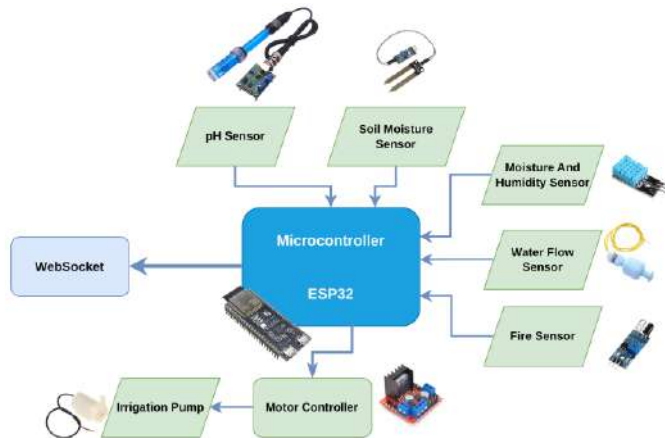 pH Sensor
Soil Moisture
Sensor
Moisture And
Humidity Sensor
Microcontroller
WebSocket
Water Flow
Sensor
ESP32
Fire Sensor
Irrigation Pump
Motor Controller